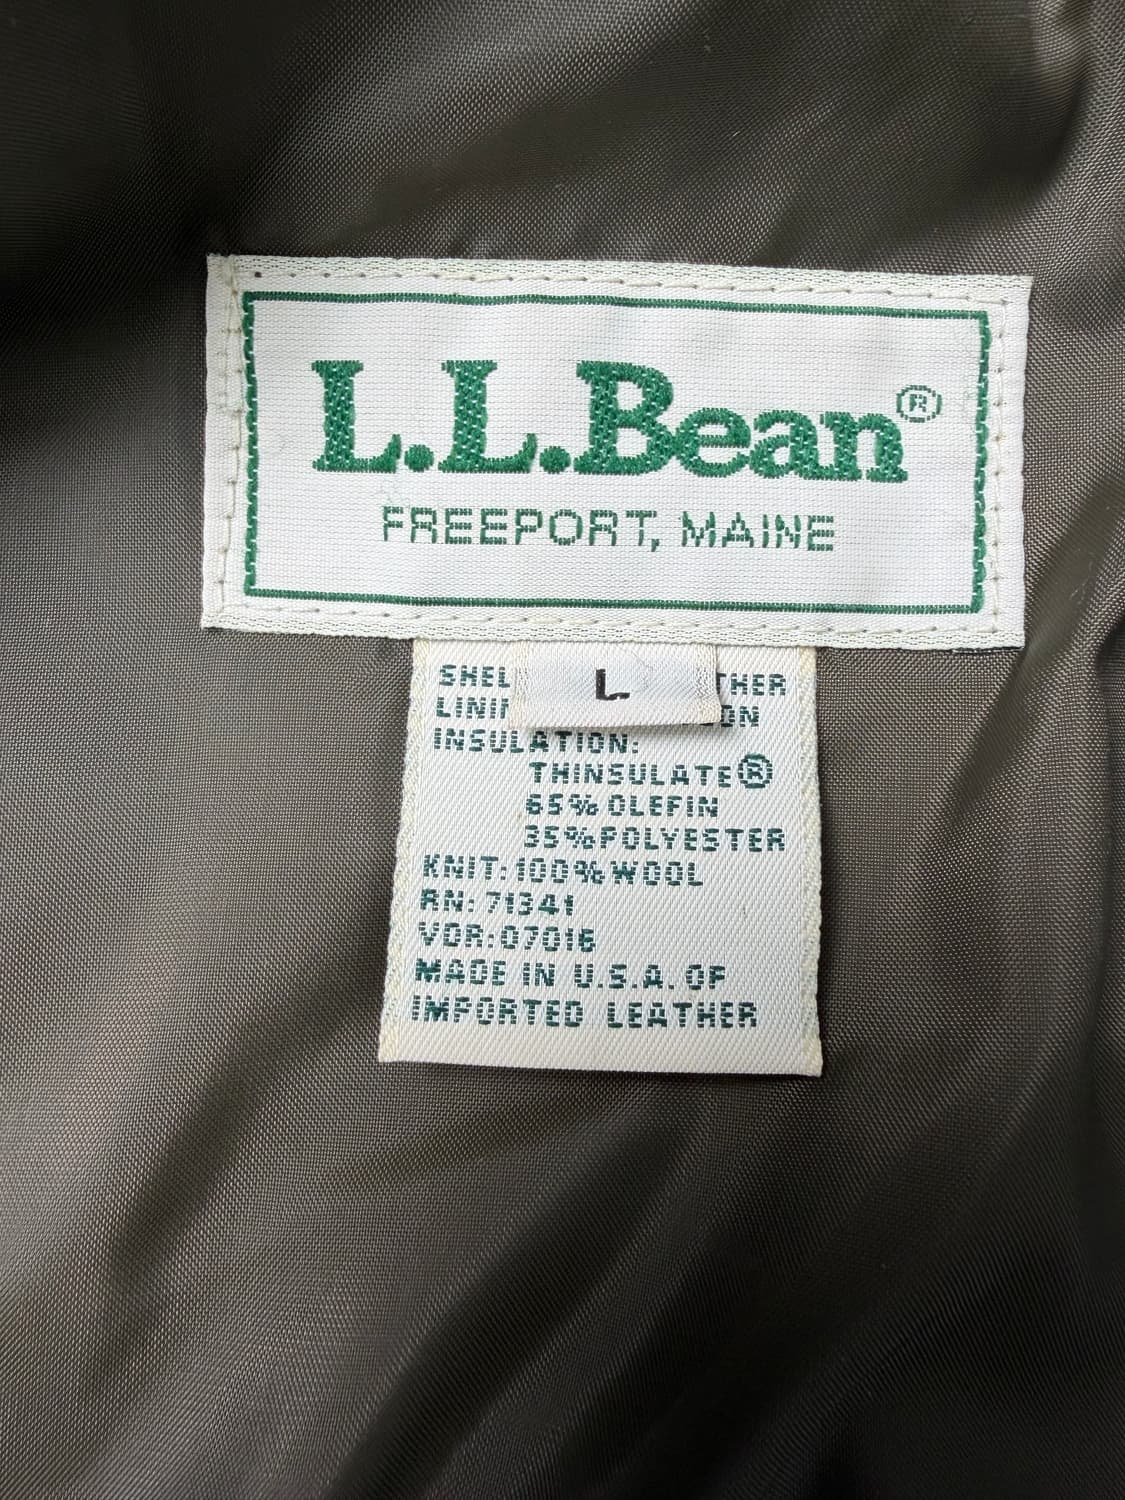 L.L.Bean®
FREEPORT, MAINE
L
INSULATION:
THINSULATE®
65% OLEFIN
35% POLYESTER
KNIT: 100% WOOL
RN: 71341
VOR: 07016
MADE IN U.S.A. OF
IMPORTED LEATHER